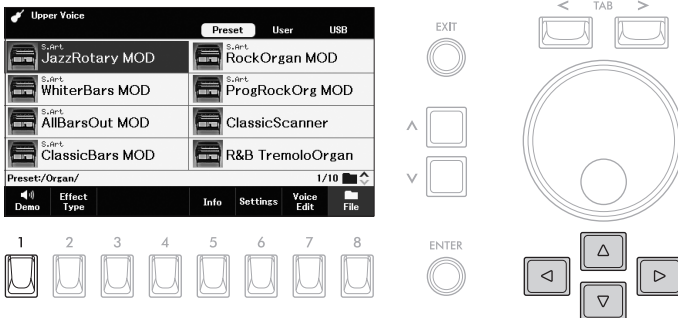 Upper Voice
Preset User USB
S.Art JazzRotary MOD
S.Art RockOrgan MOD
S.Art WhiterBars MOD
S.Art ProgRockOrg MOD
S.Art AllBarsOut MOD
ClassicScanner
S.Art ClassicBars MOD
R&B TremoloOrgan
Preset:/Organ/ 1/10
Demo Effect Type Info Settings Voice Edit File
1 2 3 4 5 6 7 8
EXIT
ENTER
< TAB >